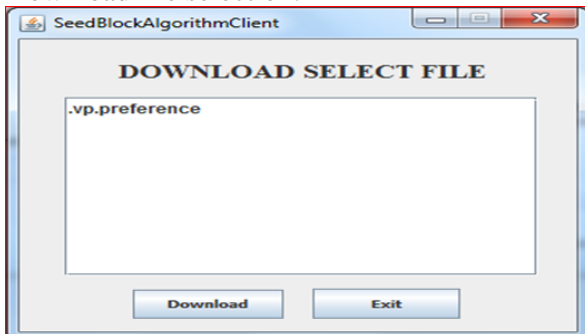 SeedBlockAlgorithmClient
DOWNLOAD SELECT FILE
.vp.preference
Download Exit